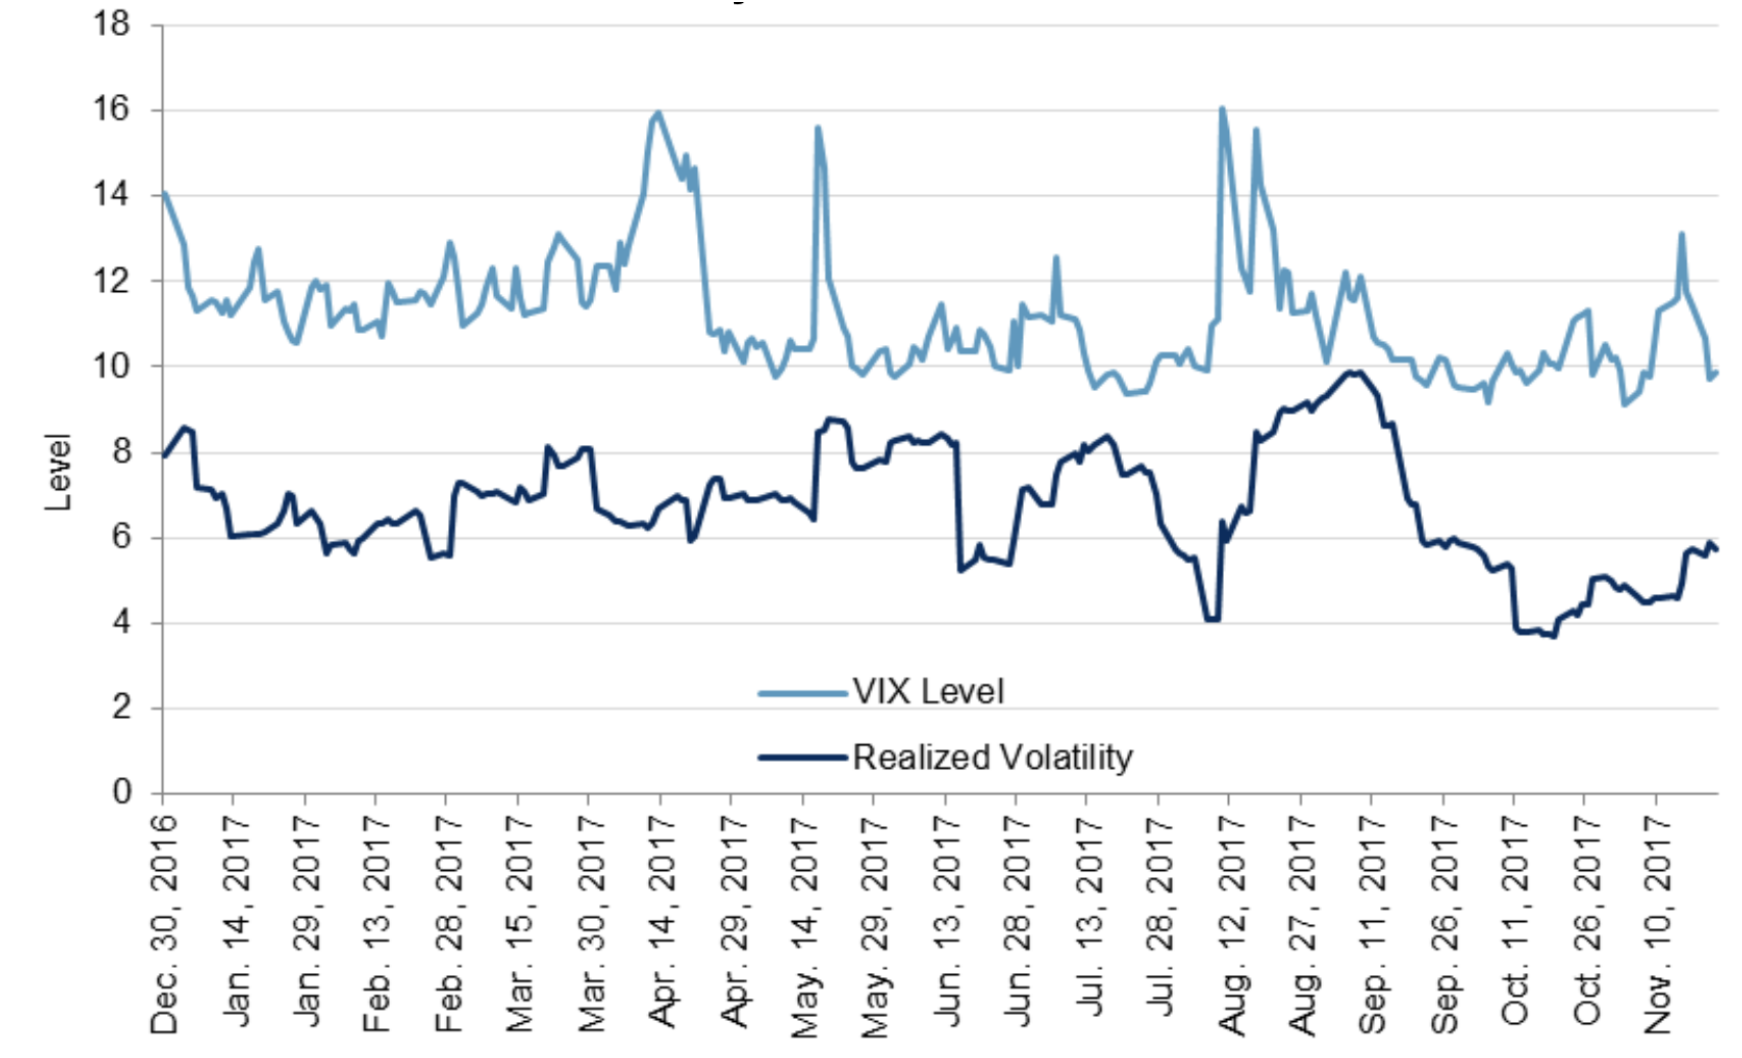 18
16
14
12
10
8
6
4
2
0
Level
VIX Level
Realized Volatility
Dec. 30, 2016
Jan. 14, 2017
Jan. 29, 2017
Feb. 13, 2017
Feb. 28, 2017
Mar. 15, 2017
Mar. 30, 2017
Apr. 14, 2017
Apr. 29, 2017
May. 14, 2017
May. 29, 2017
Jun. 13, 2017
Jun. 28, 2017
Jul. 13, 2017
Jul. 28, 2017
Aug. 12, 2017
Aug. 27, 2017
Sep. 11, 2017
Sep. 26, 2017
Oct. 11, 2017
Oct. 26, 2017
Nov. 10, 2017